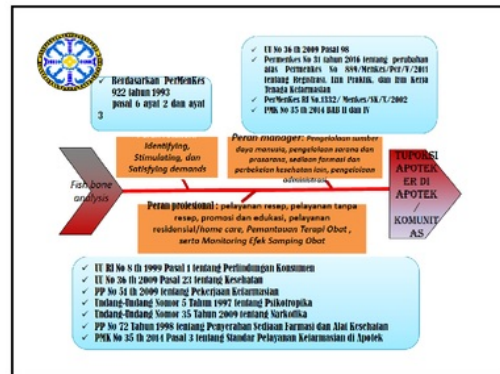 Berdasarkan PerMenKes
922 tahun 1993
pasal 6 ayat 2 dan ayat
3
✓ UU No 36 th 2009 Pasal 98
✓ Permenkes No 31 tahun 2016 tentang perubahan
atas Permenkes No 889/Menkes/Per/V/2011
tentang Registrasi, Izin Praktik, dan Izin Kerja
Tenaga Kefarmasian
✓ PerMenKes RI No.1332/ Menkes/SK/X/2002
✓ PMK No 35 th 2014 BAB II dan IV
Identifying,
Stimulating, and
Satisfying demands
Peran manager: Pengelolaan sumber
daya manusia, pengelolaan sarana dan
prasarana, sediaan farmasi dan
perbekalan kesehatan lain, pengelolaan
administrasi
Fish bone
analysis
TUPOKSI
APOTEK
ER DI
APOTEK
/
KOMUNIT
AS
Peran profesional : pelayanan resep, pelayanan tanpa
resep, promosi dan edukasi, pelayanan
residensial/home care, Pemantauan Terapi Obat ,
serta Monitoring Efek Samping Obat
✓ UU RI No 8 th 1999 Pasal 1 tentang Perlindungan Konsumen
✓ UU No 36 th 2009 Pasal 23 tentang Kesehatan
✓ PP No 51 th 2009 tentang Pekerjaan Kefarmasian
✓ Undang-Undang Nomor 5 Tahun 1997 tentang Psikotropika
✓ Undang-Undang Nomor 35 Tahun 2009 tentang Narkotika
✓ PP No 72 Tahun 1998 tentang Penyerahan Sediaan Farmasi dan Alat Kesehatan
✓ PMK No 35 th 2014 Pasal 3 tentang Standar Pelayanan Kefarmasian di Apotek